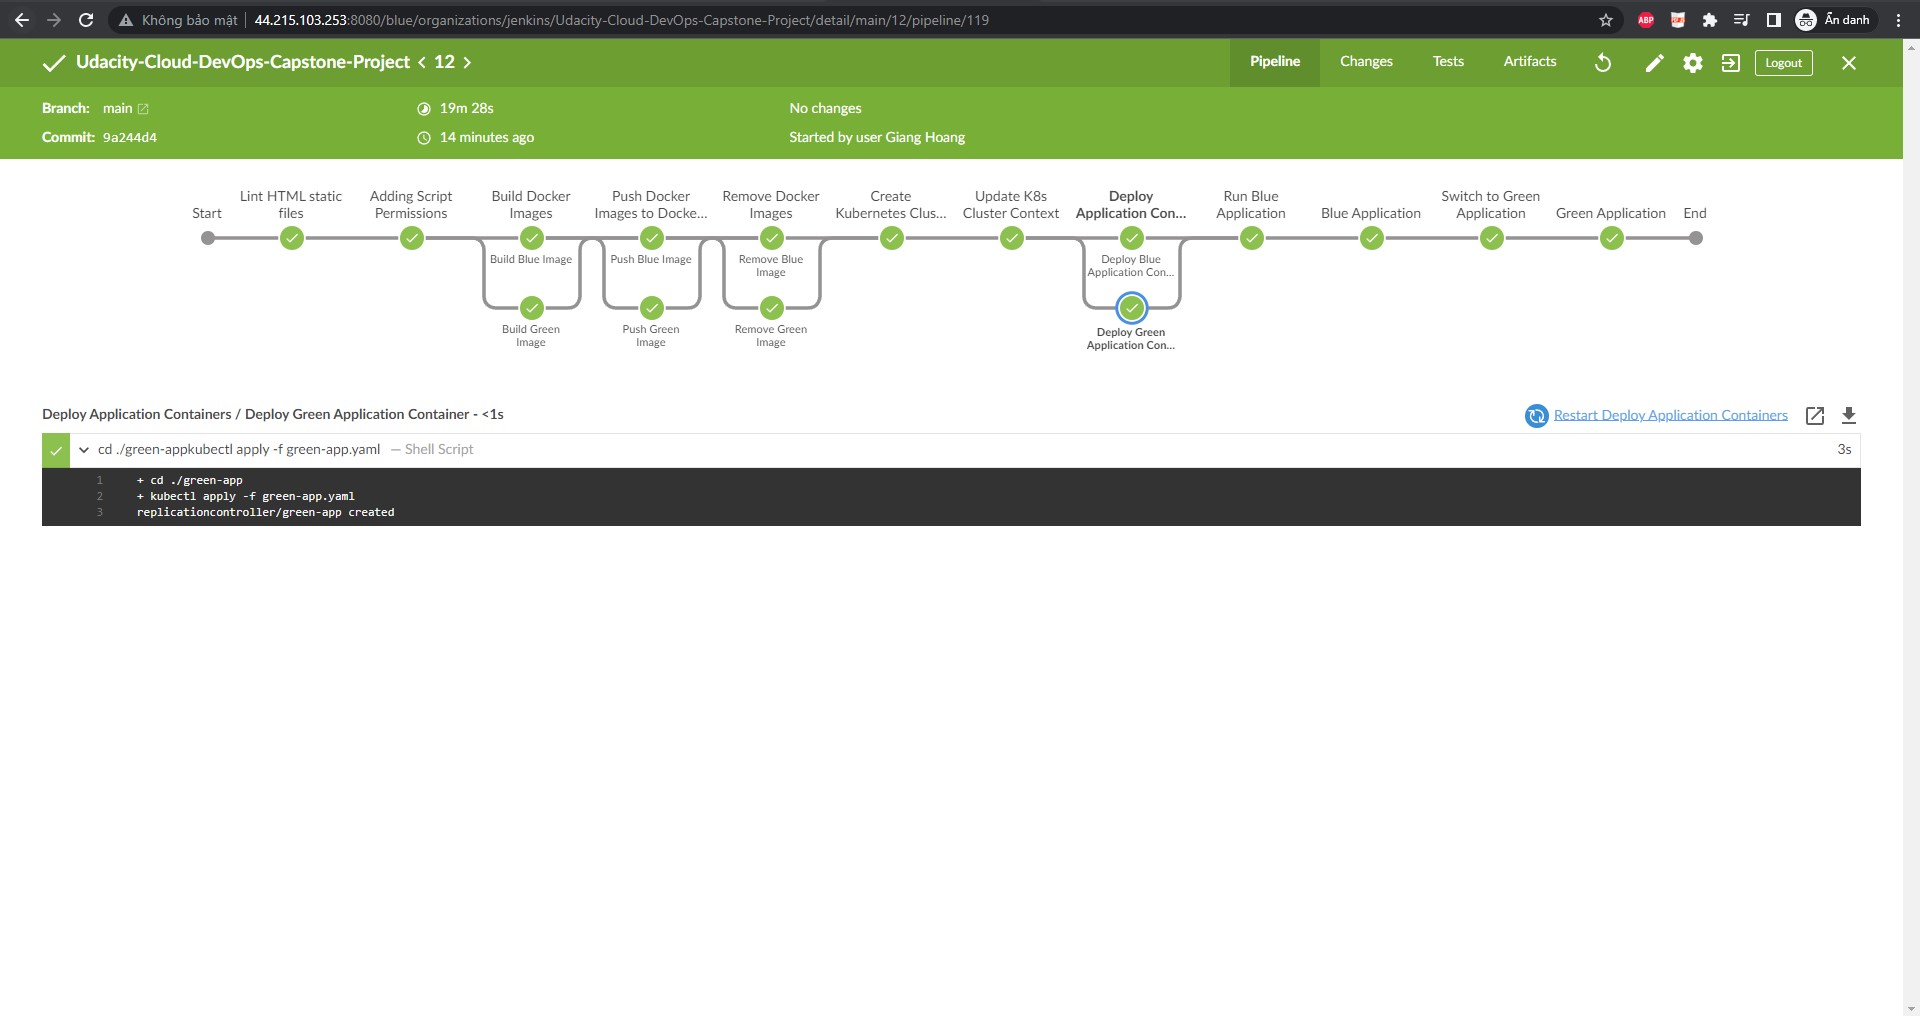 Không bảo mật
44.215.103.253:8080/blue/organizations/jenkins/Udacity-Cloud-DevOps-Capstone-Project/detail/main/12/pipeline/119
ABP
Ẩn danh
Udacity-Cloud-DevOps-Capstone-Project < 12 >
Pipeline
Changes
Tests
Artifacts
Logout
Branch: main
19m 28s
No changes
Commit: 9a244d4
14 minutes ago
Started by user Giang Hoang
Start
Lint HTML static
files
Adding Script
Permissions
Build Docker
Images
Push Docker
Images to Docke...
Remove Docker
Images
Create
Kubernetes Clus...
Update K8s
Cluster Context
Deploy
Application Con...
Run Blue
Application
Blue Application
Switch to Green
Application
Green Application
End
Build Blue Image
Push Blue Image
Remove Blue
Image
Deploy Blue
Application Con...
Build Green
Image
Push Green
Image
Remove Green
Image
Deploy Green
Application Con...
Deploy Application Containers / Deploy Green Application Container - <1s
Restart Deploy Application Containers
cd ./green-appkubectl apply -f green-app.yaml — Shell Script
3s
1 + cd ./green-app
2 + kubectl apply -f green-app.yaml
3 replicationcontroller/green-app created